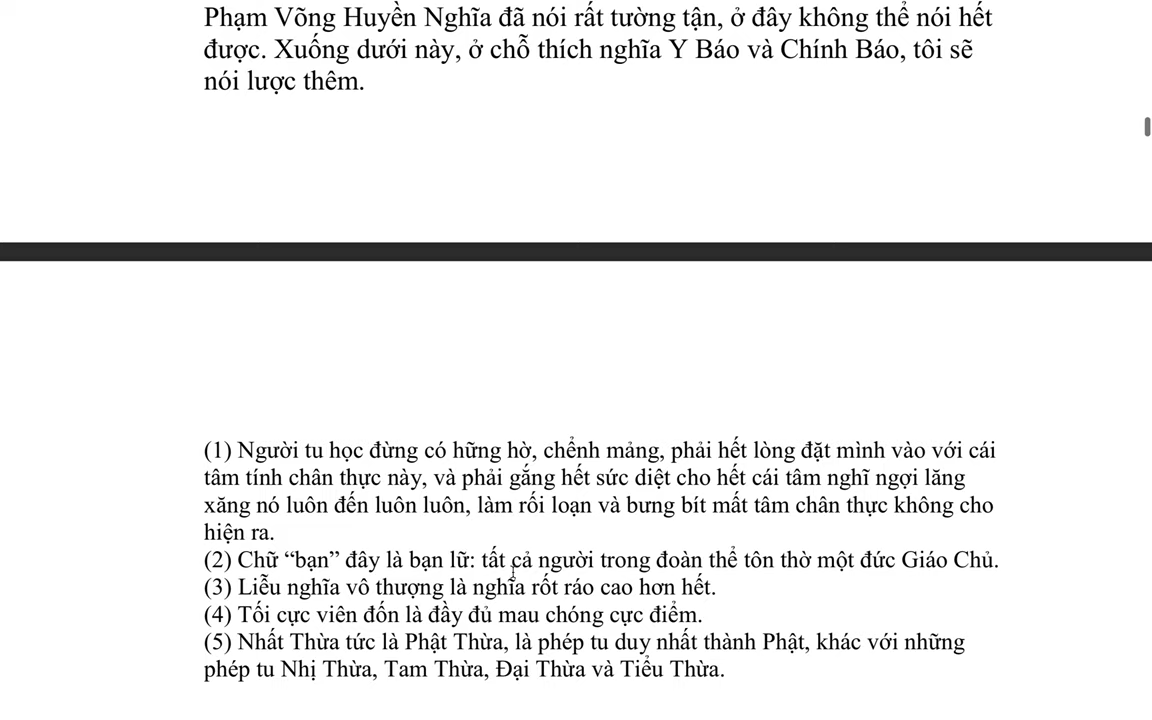 Phạm Võng Huyền Nghĩa đã nói rất tường tận, ở đây không thể nói hết
được. Xuống dưới này, ở chỗ thích nghĩa Y Báo và Chính Báo, tôi sẽ
nói lược thêm.
(1) Người tu học đừng có hững hờ, chểnh mảng, phải hết lòng đặt mình vào với cái
tâm tính chân thực này, và phải gắng hết sức diệt cho hết cái tâm nghĩ ngợi lăng
xăng nó luôn đến luôn luôn, làm rối loạn và bưng bít mất tâm chân thực không cho
hiện ra.
(2) Chữ “bạn” đây là bạn lữ: tất cả người trong đoàn thể tôn thờ một đức Giáo Chủ.
(3) Liễu nghĩa vô thượng là nghĩa rốt ráo cao hơn hết.
(4) Tối cực viên đốn là đầy đủ mau chóng cực điểm.
(5) Nhất Thừa tức là Phật Thừa, là phép tu duy nhất thành Phật, khác với những
phép tu Nhị Thừa, Tam Thừa, Đại Thừa và Tiểu Thừa.